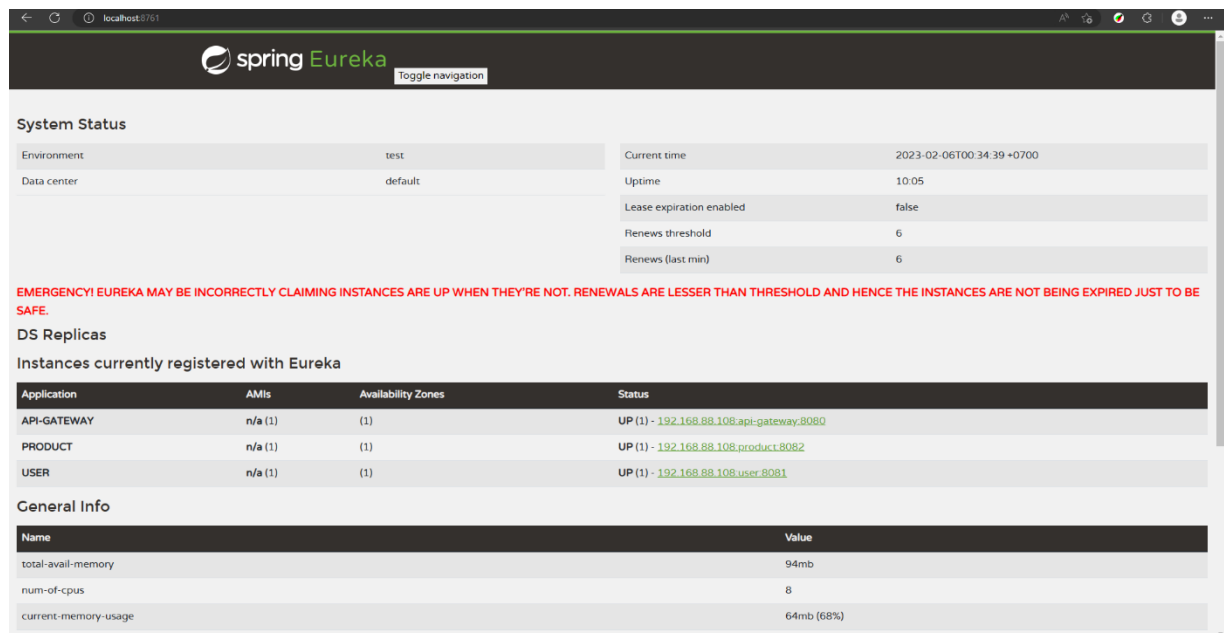 localhost:8761
spring Eureka
Toggle navigation
System Status
Environment test
Data center default
Current time 2023-02-06T00:34:39 +0700
Uptime 10:05
Lease expiration enabled false
Renews threshold 6
Renews (last min) 6
EMERGENCY! EUREKA MAY BE INCORRECTLY CLAIMING INSTANCES ARE UP WHEN THEY'RE NOT. RENEWALS ARE LESSER THAN THRESHOLD AND HENCE THE INSTANCES ARE NOT BEING EXPIRED JUST TO BE
SAFE.
DS Replicas
Instances currently registered with Eureka
Application AMIs Availability Zones Status
API-GATEWAY n/a (1) (1) UP (1) - 192.168.88.108:api-gateway:8080
PRODUCT n/a (1) (1) UP (1) - 192.168.88.108:product:8082
USER n/a (1) (1) UP (1) - 192.168.88.108:user:8081
General Info
Name Value
total-avail-memory 94mb
num-of-cpus 8
current-memory-usage 64mb (68%)